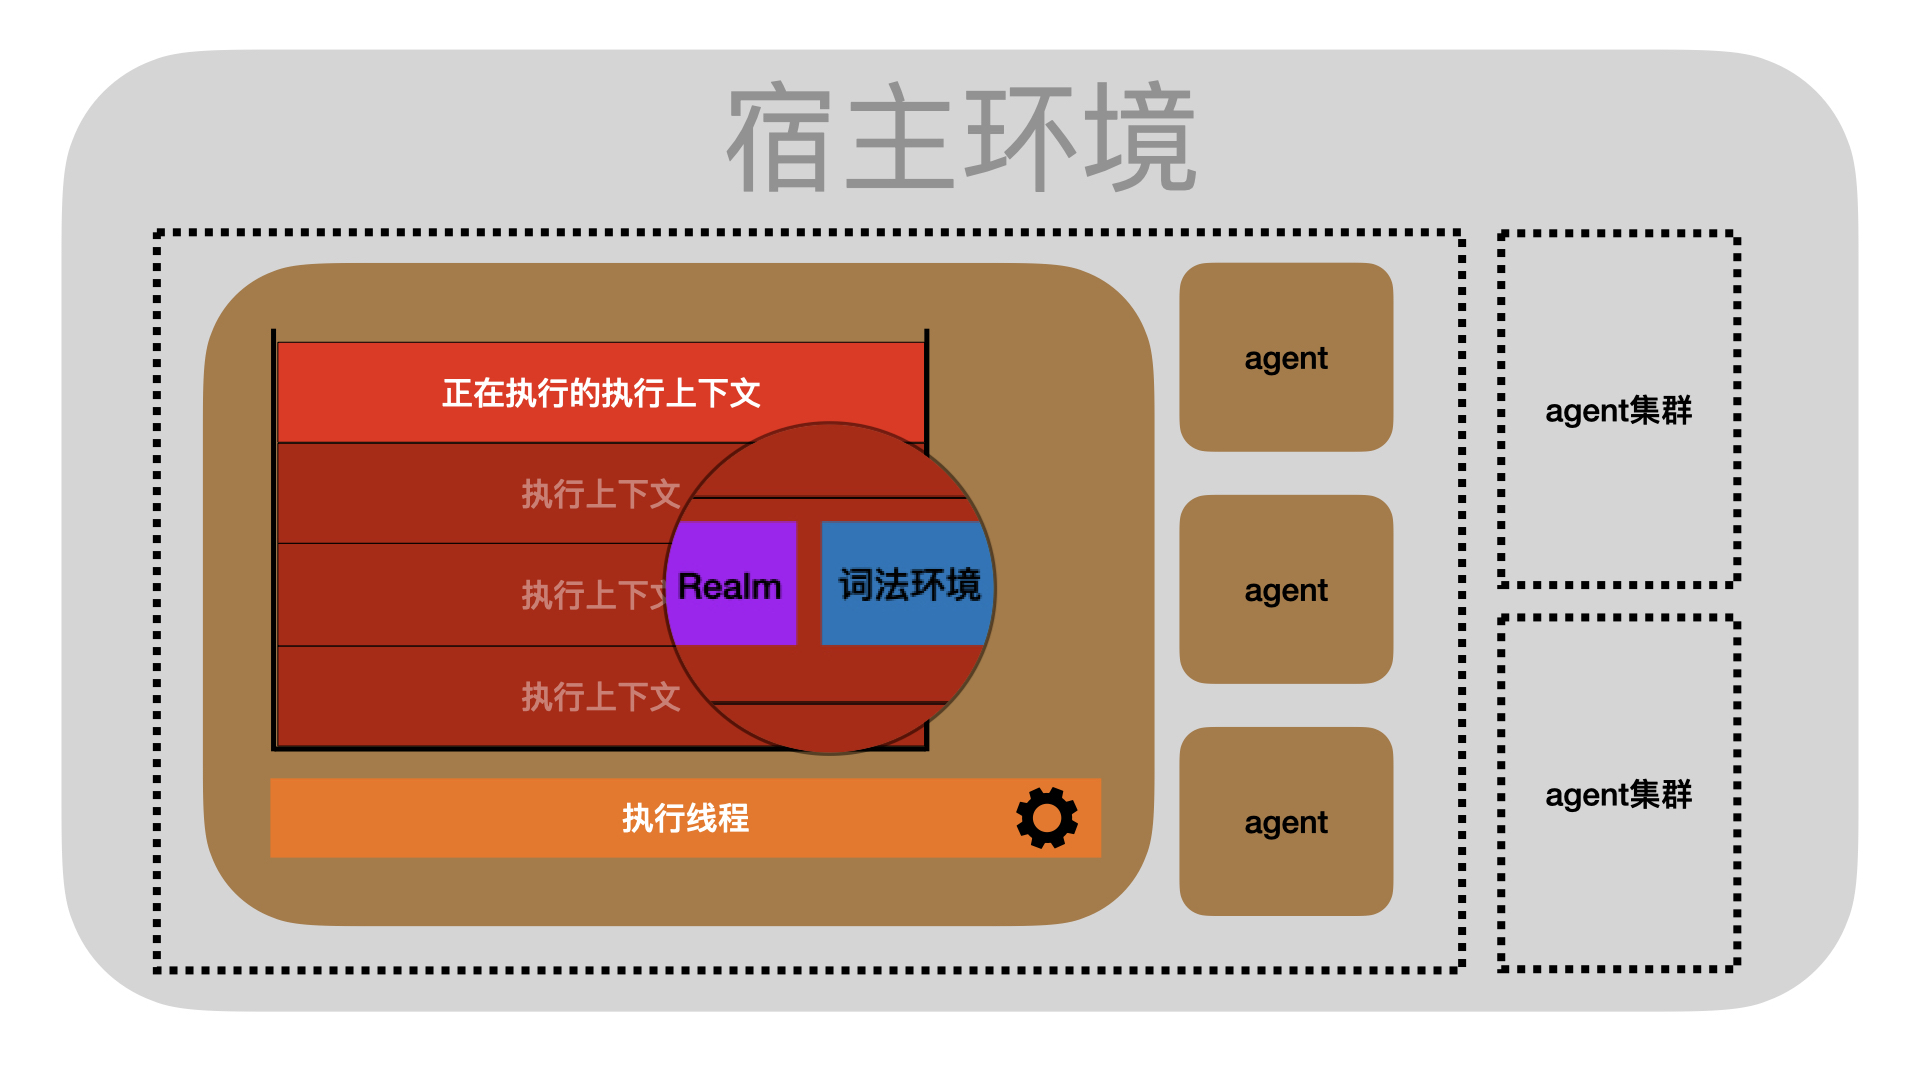 宿主环境
正在执行的执行上下文
执行上下文
执行上下文
执行上下文
Realm
词法环境
执行线程
agent
agent
agent
agent集群
agent集群